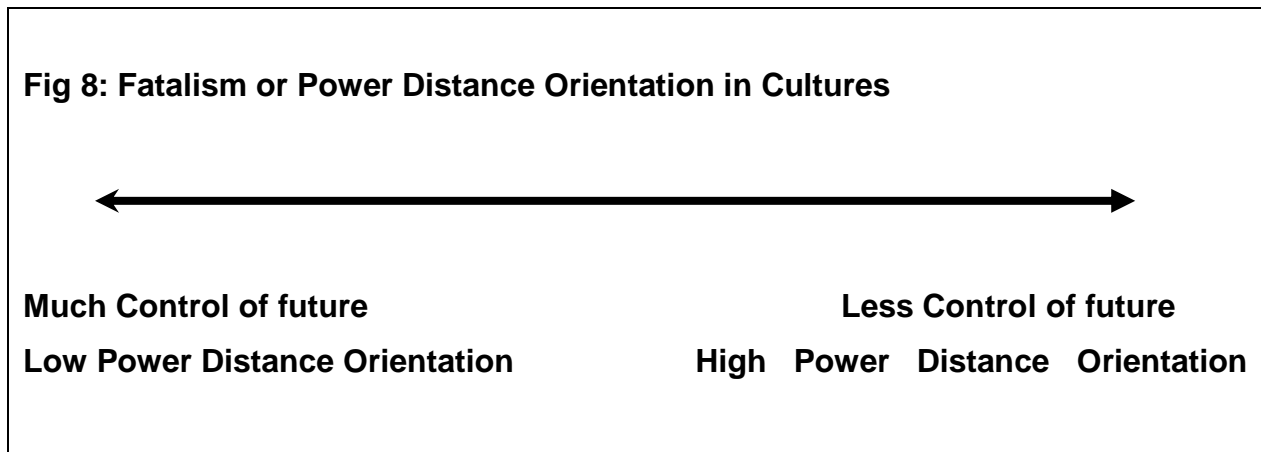 Fig 8: Fatalism or Power Distance Orientation in Cultures
Much Control of future Less Control of future
Low Power Distance Orientation High Power Distance Orientation